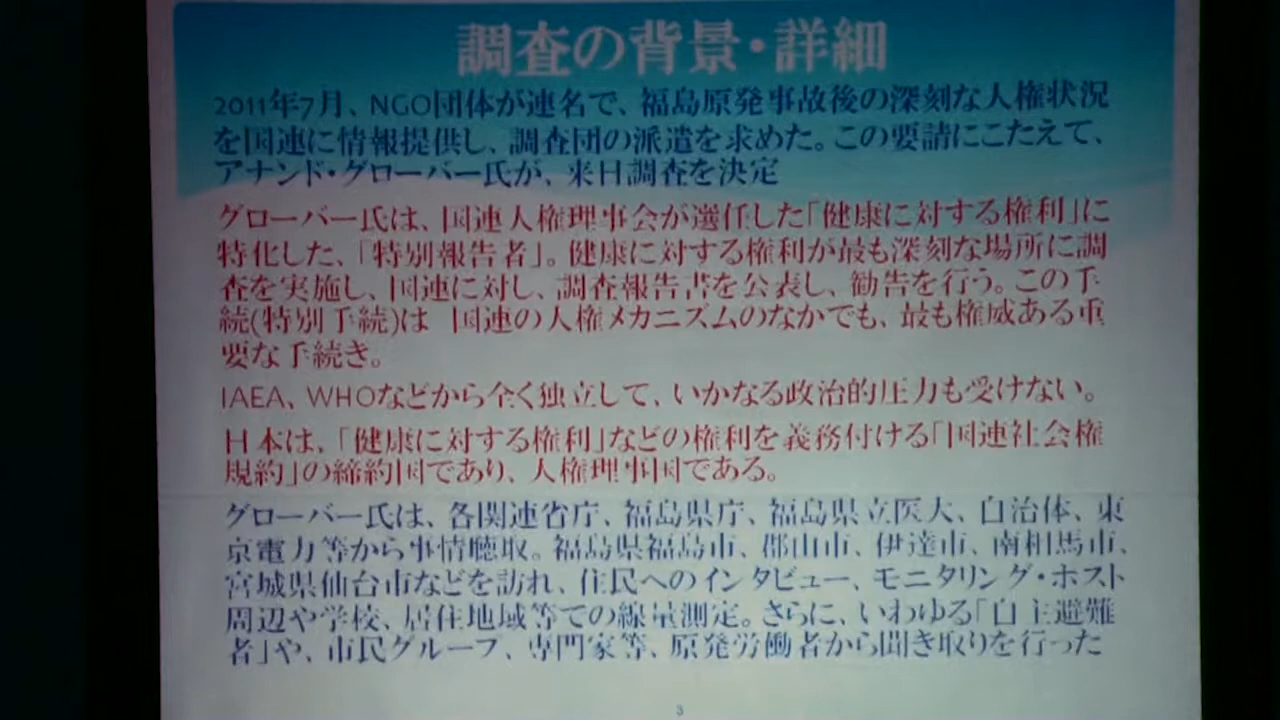 調査の背景・詳細
2011年7月、NGO団体が連名で、福島原発事故後の深刻な人権状況
を国連に情報提供し、調査団の派遣を求めた。この要請にこたえて、
アナンド・グローバー氏が、来日調査を決定
グローバー氏は、国連人権理事会が選任した「健康に対する権利」に
特化した、「特別報告者」。健康に対する権利が最も深刻な場所に調
査を実施し、国連に対し、調査報告書を公表し、勧告を行う。この手
続(特別手続)は 国連の人権メカニズムのなかでも、最も権威ある重
要な手続き。
IAEA、WHOなどから全く独立して、いかなる政治的圧力も受けない。
日本は、「健康に対する権利」などの権利を義務付ける「国連社会権
規約」の締約国であり、人権理事国である。
グローバー氏は、各関連省庁、福島県庁、福島県立医大、自治体、東
京電力等から事情聴取。福島県福島市、郡山市、伊達市、南相馬市、
宮城県仙台市などを訪れ、住民へのインタビュー、モニタリング・ポスト
周辺や学校、居住地域等での線量測定。さらに、いわゆる「自主避難
者」や、市民グループ、専門家等、原発労働者から聞き取りを行った
3